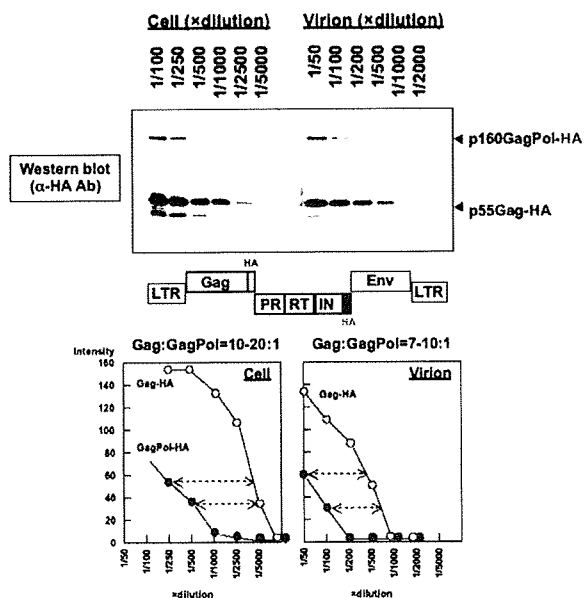 Cell (×dilution)
Virion (×dilution)
1/100
1/250
1/500
1/1000
1/2500
1/5000
1/50
1/100
1/200
1/500
1/1000
1/2000
Western blot
(α-HA Ab)
p160GagPol-HA
p55Gag-HA
HA
LTR
Gag
PR
RT
IN
Env
LTR
HA
Gag:GagPol=10-20:1
Gag:GagPol=7-10:1
Intensity
160
140
120
100
80
60
40
20
0
Cell
Gag-HA
GagPol-HA
Virion
Gag-HA
GagPol-HA
1/50
1/100
1/250
1/500
1/1000
1/2500
1/5000
1/50
1/100
1/200
1/500
1/1000
1/2000
1/5000
×dilution
×dilution